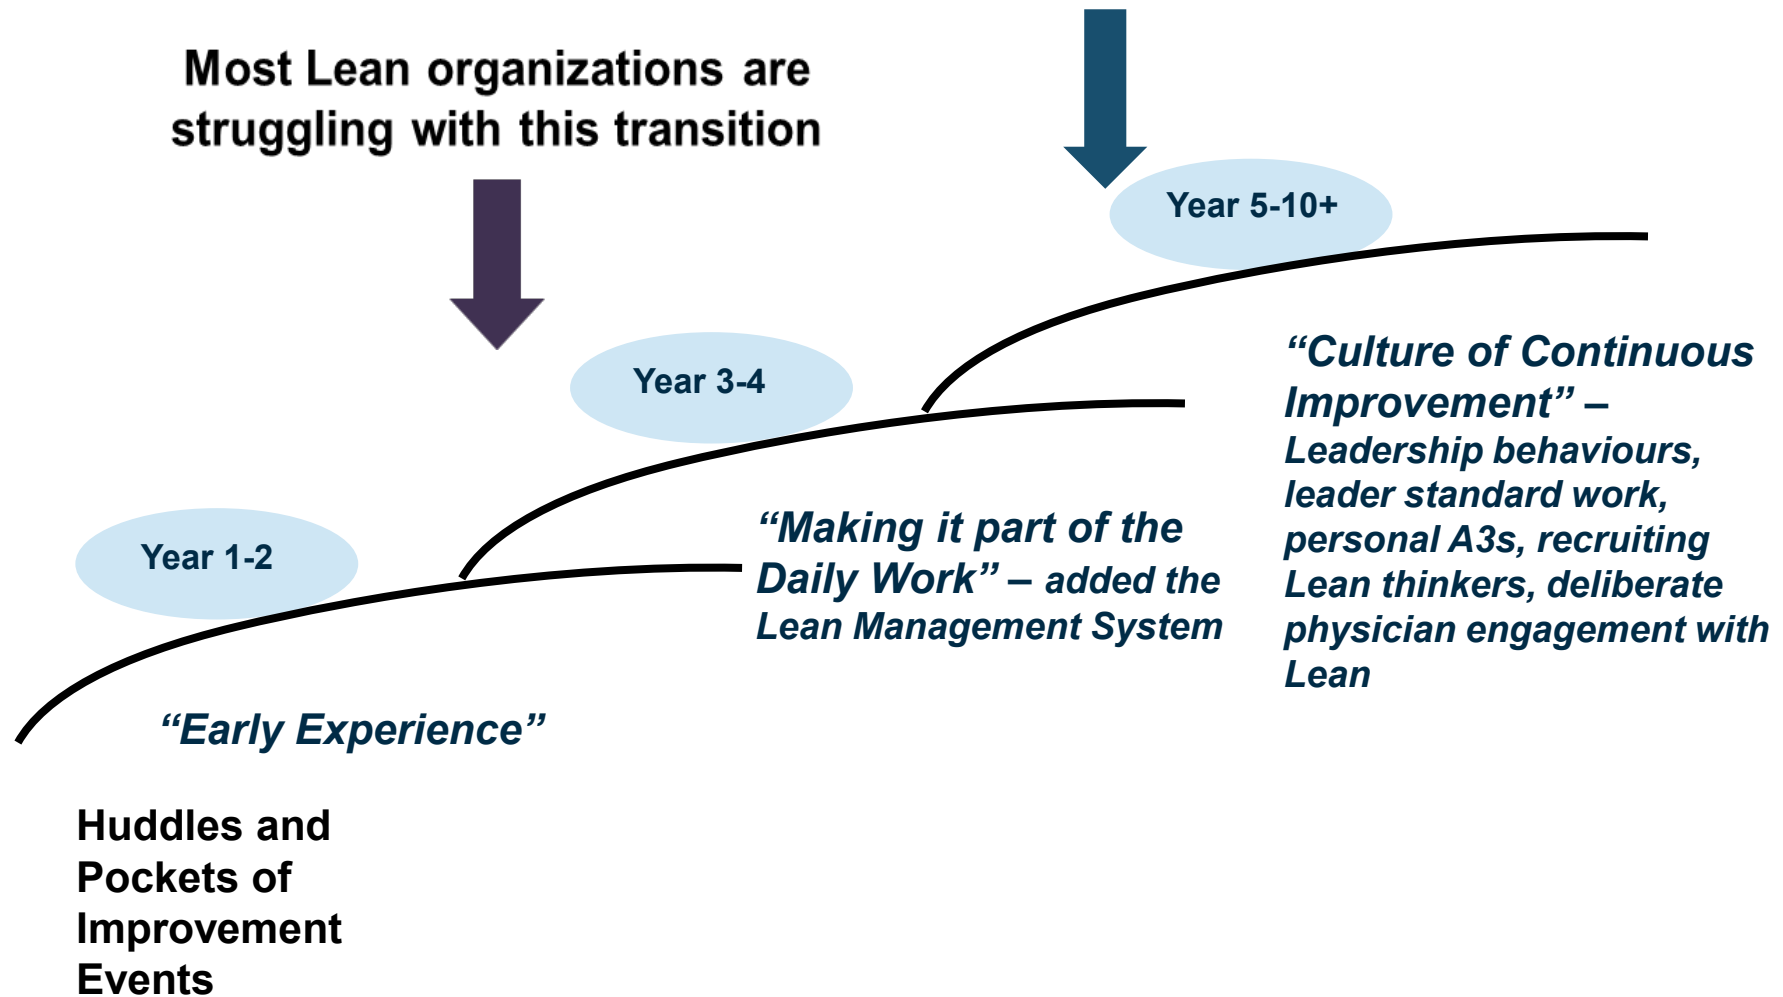 Most Lean organizations are
struggling with this transition
Year 5-10+
Year 3-4
“Culture of Continuous
Improvement” –
Leadership behaviours,
leader standard work,
personal A3s, recruiting
Lean thinkers, deliberate
physician engagement with
Lean
“Making it part of the
Daily Work” – added the
Lean Management System
Year 1-2
“Early Experience”
Huddles and
Pockets of
Improvement
Events